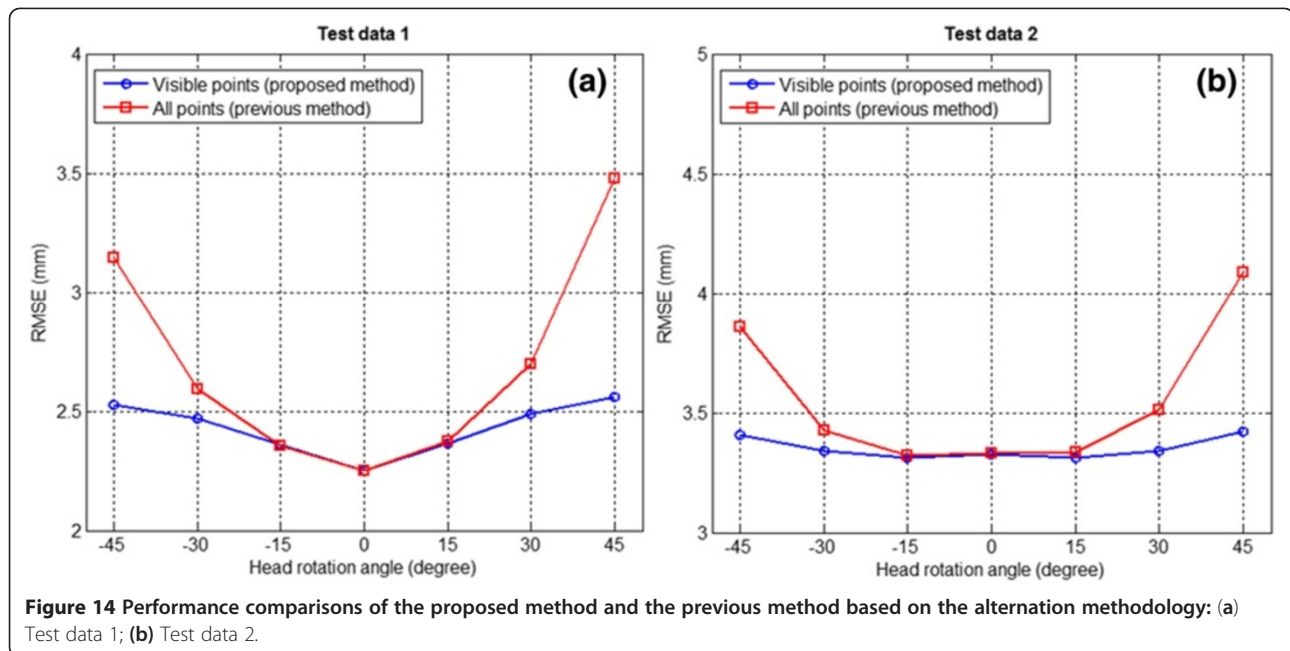 Test data 1
4
3.5
3
2.5
2
RMSE (mm)
Visible points (proposed method)
All points (previous method)
(a)
-45 -30 -15 0 15 30 45
Head rotation angle (degree)
Test data 2
5
4.5
4
3.5
3
RMSE (mm)
Visible points (proposed method)
All points (previous method)
(b)
-45 -30 -15 0 15 30 45
Head rotation angle (degree)
Figure 14 Performance comparisons of the proposed method and the previous method based on the alternation methodology: (a)
Test data 1; (b) Test data 2.